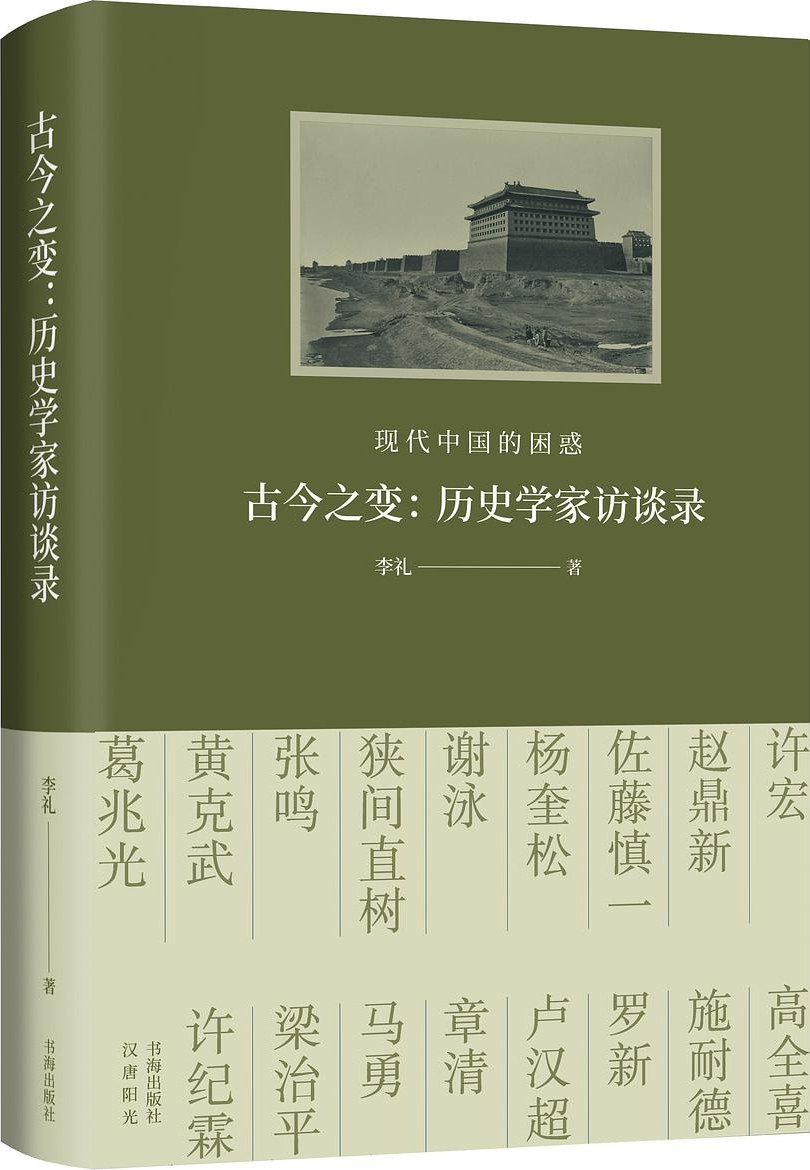 古今之变：历史学家访谈录
李礼 著
书海出版社
现代中国的困惑
古今之变：历史学家访谈录
李礼 著
许宏
赵鼎新
佐藤慎一
杨奎松
谢泳
狭间直树
张鸣
黄克武
葛兆光
高全喜
施耐德
罗新
卢汉超
章清
马勇
梁治平
许纪霖
书海出版社
汉唐阳光